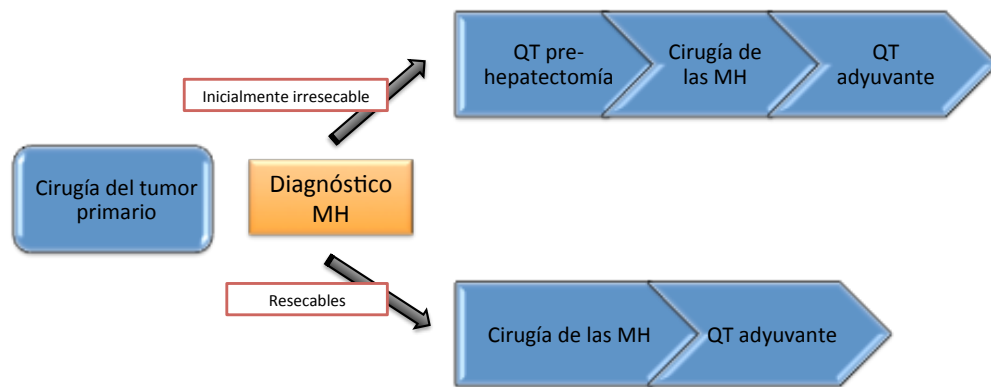 QT pre-
hepatectomía
Cirugía de
las MH
QT
adyuvante
Inicialmente irresecable
Cirugía del tumor
primario
Diagnóstico
MH
Resecables
Cirugía de las MH
QT adyuvante